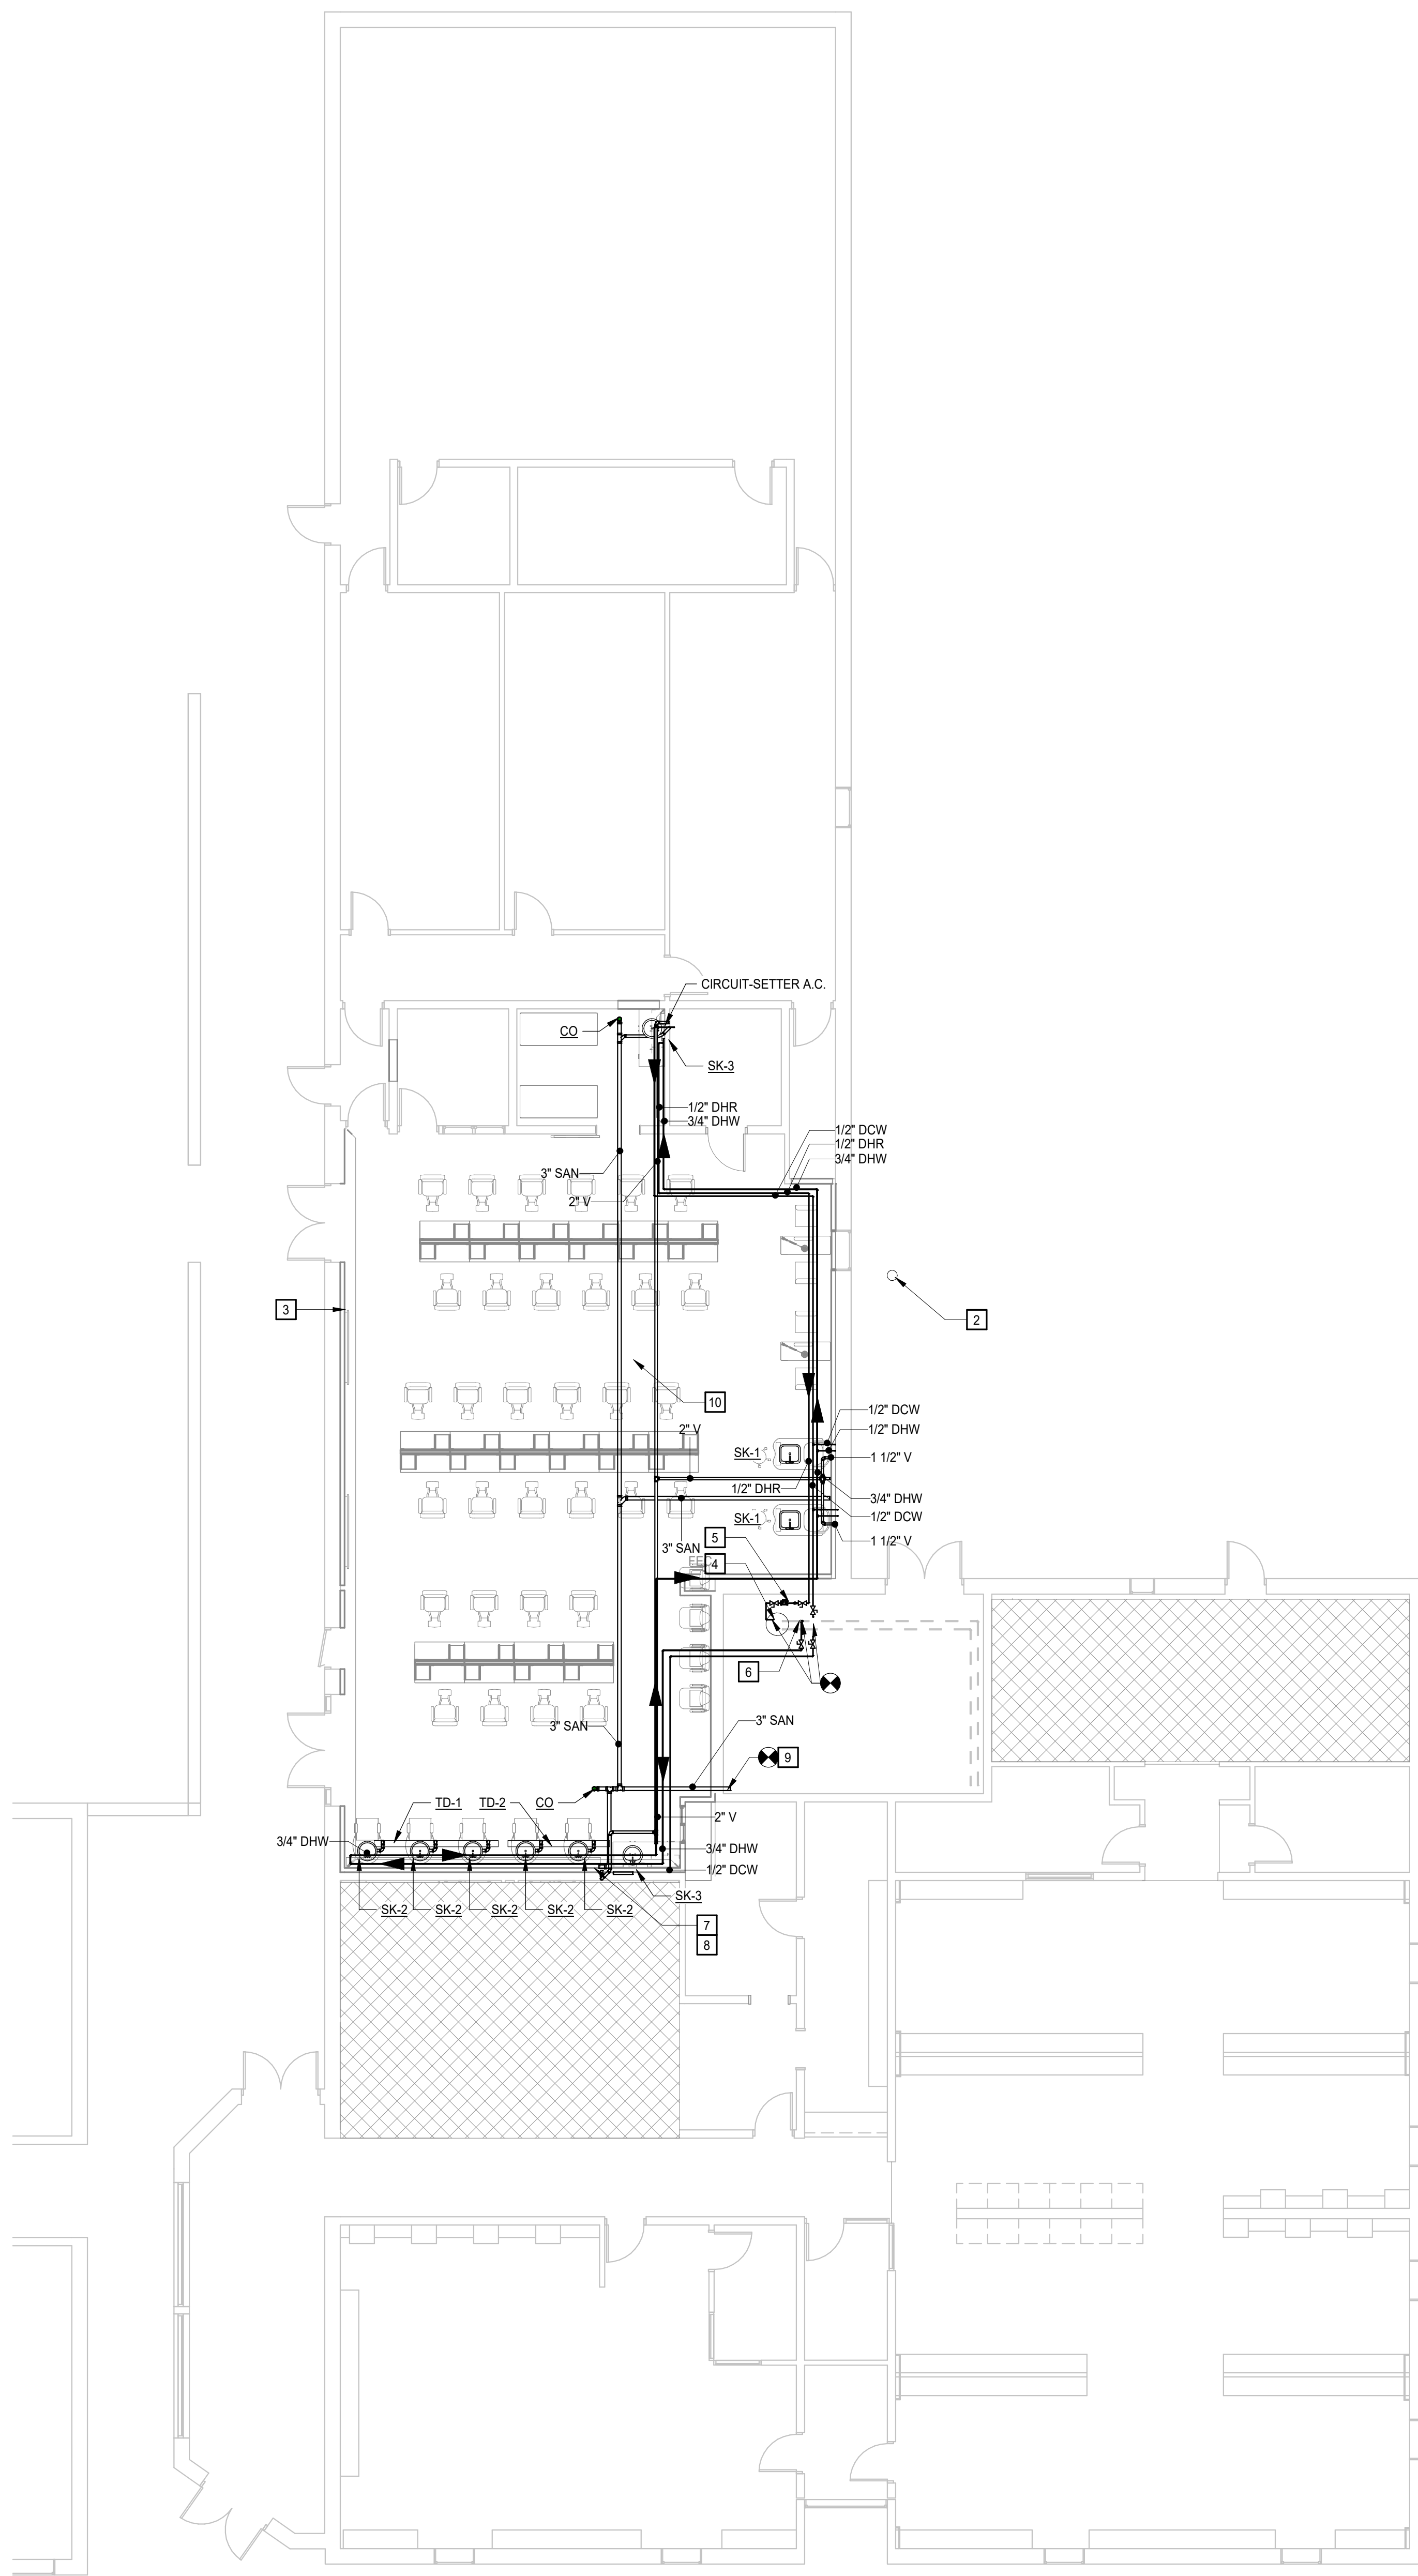 CIRCUIT-SETTER A.C.
CO
SK-3
1/2" DHR
3/4" DHW
1/2" DCW
1/2" DHR
3/4" DHW
3" SAN
2" V
3
2
10
1/2" DCW
2" V
1/2" DHW
SK-1
1 1/2" V
1/2" DHR
3/4" DHW
1/2" DCW
SK-1
5
1 1/2" V
3" SAN
4
6
3" SAN
3" SAN
9
TD-1
TD-2
CO
2" V
3/4" DHW
3/4" DHW
1/2" DCW
SK-3
SK-2
SK-2
SK-2
SK-2
SK-2
7
8